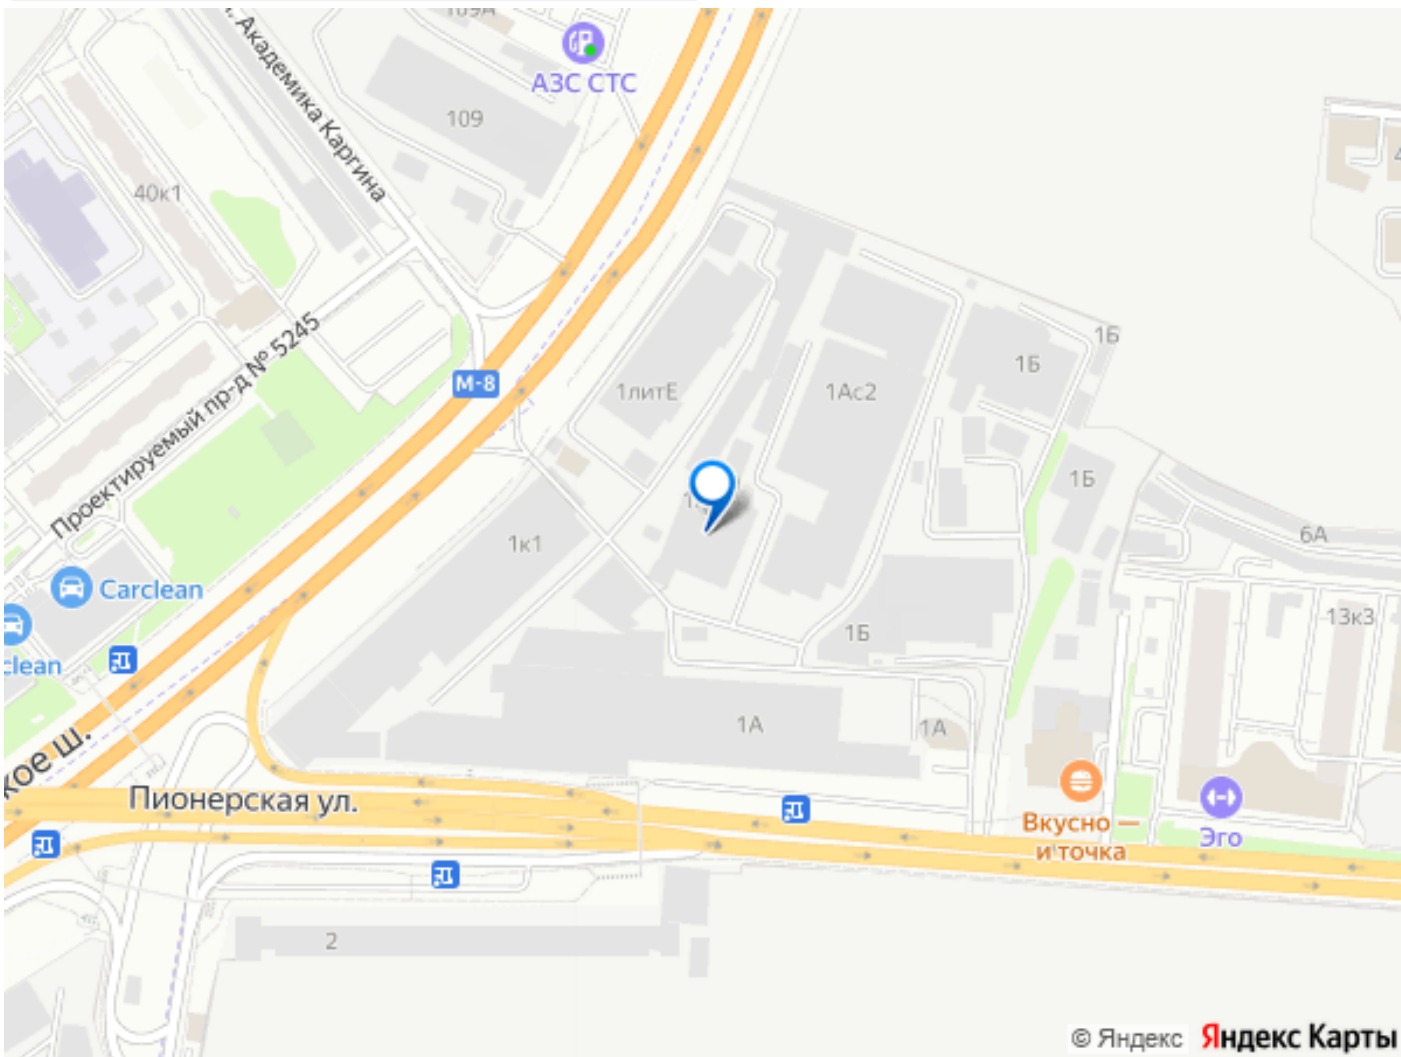 109А
АЗС СТС
Академика Каргина
109
40к1
Проектируемый пр-д № 5245
М-8
1литЕ
1Ас2
1Б
1Б
1Б
6А
1к1
Carclean
clean
1Б
13к3
1А
1А
кое Ш.
Пионерская ул.
Вкусно —
и точка
Эго
2
© Яндекс Яндекс Карты